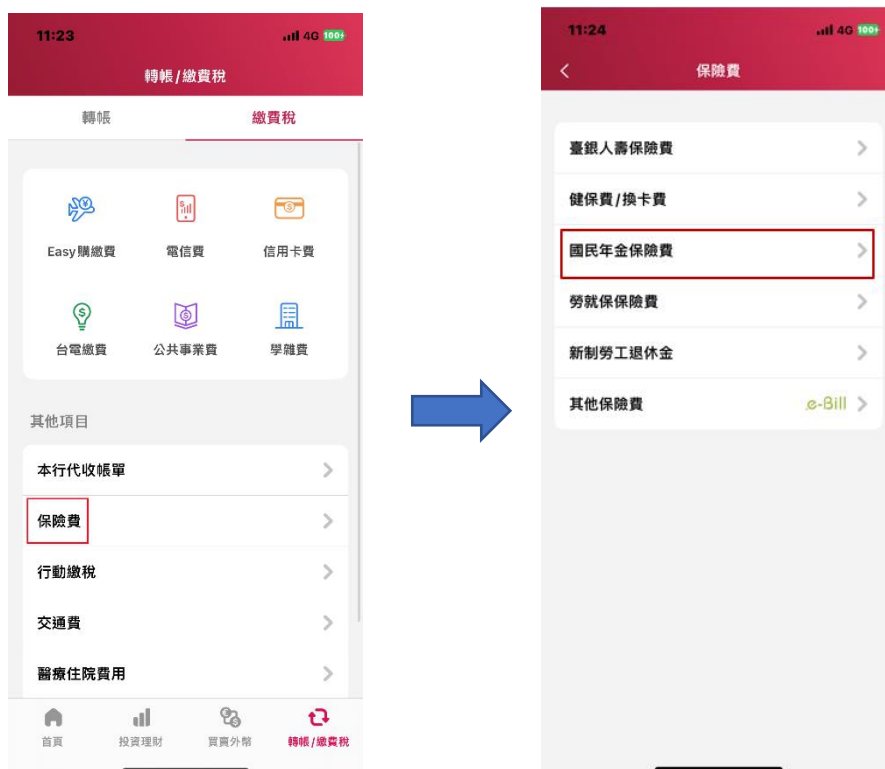 11:23
4G 100+
轉帳/繳費稅
轉帳
繳費稅
Easy購繳費
電信費
信用卡費
台電繳費
公共事業費
學雜費
其他項目
本行代收帳單
保險費
行動繳稅
交通費
醫療住院費用
首頁
投資理財
買賣外幣
轉帳/繳費稅
11:24
4G 100+
保險費
臺銀人壽保險費
健保費/換卡費
國民年金保險費
勞就保保險費
新制勞工退休金
其他保險費
e-Bill